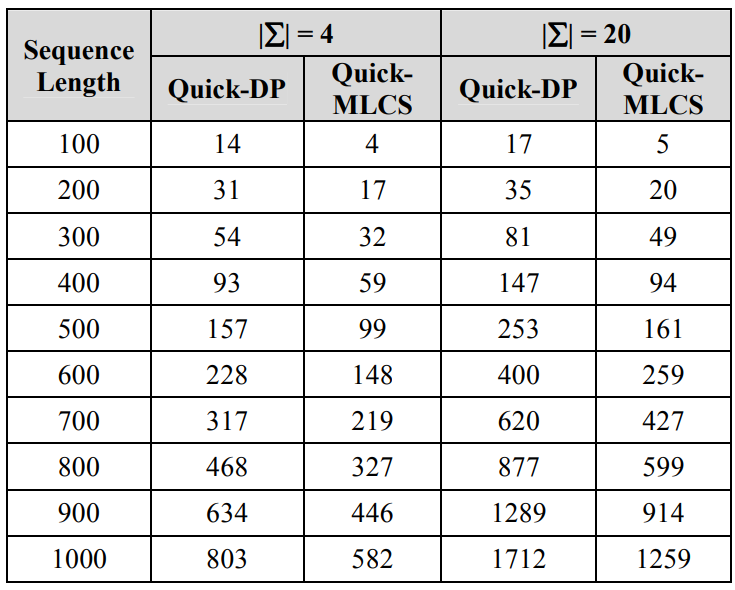 Sequence Length |Σ| = 4 |Σ| = 20
Quick-DP Quick-MLCS Quick-DP Quick-MLCS
100 14 4 17 5
200 31 17 35 20
300 54 32 81 49
400 93 59 147 94
500 157 99 253 161
600 228 148 400 259
700 317 219 620 427
800 468 327 877 599
900 634 446 1289 914
1000 803 582 1712 1259